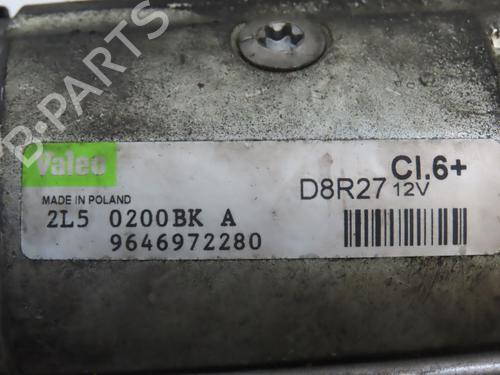 B-PARTS
Valeo
MADE IN POLAND
2L5 0200BK A
9646972280
Cl.6+
D8R27 12V